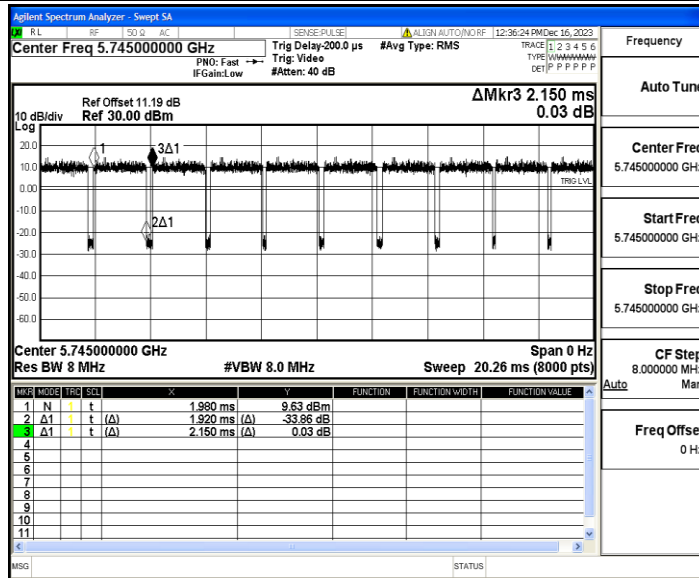 Agilent Spectrum Analyzer - Swept SA
RL RF 50 Ω AC SENSE:PULSE ALIGN AUTO/NO RF 12:36:24 PM Dec 16, 2023
Center Freq 5.745000000 GHz
PNO: Fast
IFGain:Low
Trig Delay-200.0 µs
Trig: Video
#Atten: 40 dB
#Avg Type: RMS
TRACE 1 2 3 4 5 6
TYPE WWWWWW
DET P P P P P P
10 dB/div
Log
Ref Offset 11.19 dB
Ref 30.00 dBm
ΔMkr3 2.150 ms
0.03 dB
20.0
10.0
0.00
-10.0
-20.0
-30.0
-40.0
-50.0
-60.0
1
3Δ1
2Δ1
TRIG LVL
Center 5.745000000 GHz Span 0 Hz
Res BW 8 MHz #VBW 8.0 MHz Sweep 20.26 ms (8000 pts)
MKR MODE TRC SCL X Y FUNCTION FUNCTION WIDTH FUNCTION VALUE
1 N 1 t 1.980 ms 9.63 dBm
2 Δ1 1 t (Δ) 1.920 ms (Δ) -33.86 dB
3 Δ1 1 t (Δ) 2.150 ms (Δ) 0.03 dB
4
5
6
7
8
9
10
11
MSG STATUS
Frequency
Auto Tune
Center Freq
5.745000000 GHz
Start Freq
5.745000000 GHz
Stop Freq
5.745000000 GHz
CF Step
8.000000 MHz
Auto Man
Freq Offset
0 Hz